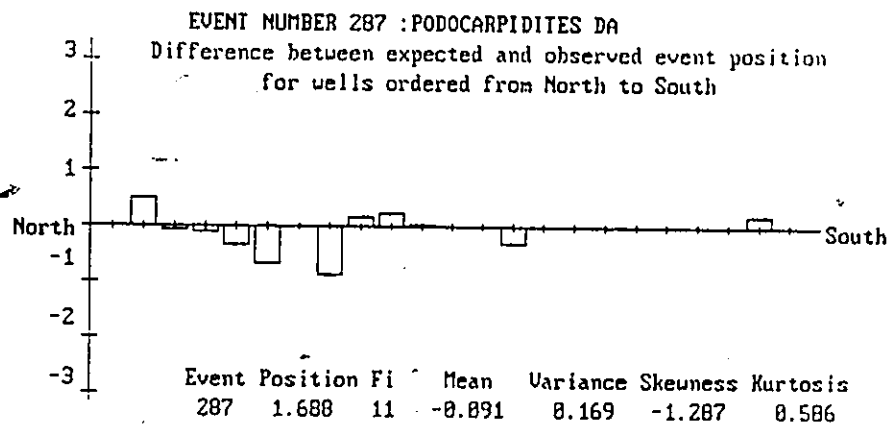 EVENT NUMBER 287 :PODOCARPIDITES DA
Difference between expected and observed event position
for wells ordered from North to South
3
2
1
North
South
-1
-2
-3
Event Position Fi Mean Variance Skewness Kurtosis
287 1.688 11 -0.091 0.169 -1.287 0.586